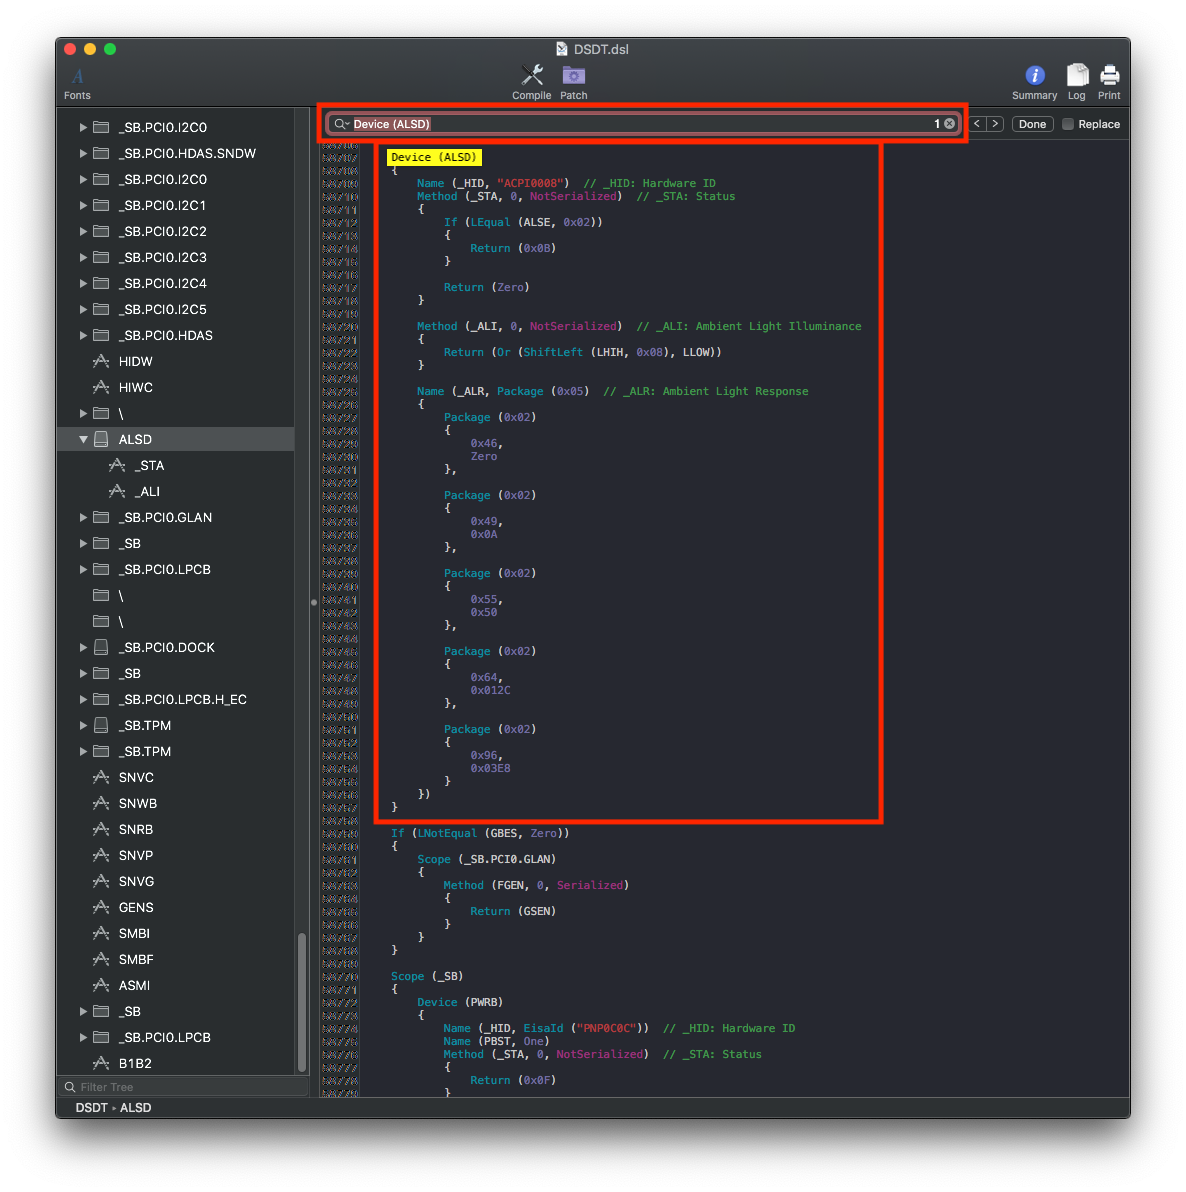 DSDT.dsl
Fonts
Compile
Patch
Summary
Log
Print
Device (ALSD)
1
Done
Replace
_SB.PCI0.I2C0
_SB.PCI0.HDAS.SNDW
_SB.PCI0.I2C0
_SB.PCI0.I2C1
_SB.PCI0.I2C2
_SB.PCI0.I2C3
_SB.PCI0.I2C4
_SB.PCI0.I2C5
_SB.PCI0.HDAS
HIDW
HIWC
\
ALSD
_STA
_ALI
_SB.PCI0.GLAN
_SB
_SB.PCI0.LPCB
\
\
_SB.PCI0.DOCK
_SB
_SB.PCI0.LPCB.H_EC
_SB.TPM
_SB.TPM
SNVC
SNWB
SNRB
SNVP
SNVG
GENS
SMBI
SMBF
ASMI
_SB
_SB.PCI0.LPCB
B1B2
Filter Tree
DSDT ▸ ALSD
Device (ALSD)
{
Name (_HID, "ACPI0008")  // _HID: Hardware ID
Method (_STA, 0, NotSerialized)  // _STA: Status
{
If (LEqual (ALSE, 0x02))
{
Return (0x0B)
}
Return (Zero)
}
Method (_ALI, 0, NotSerialized)  // _ALI: Ambient Light Illuminance
{
Return (Or (ShiftLeft (LHIH, 0x08), LLOW))
}
Name (_ALR, Package (0x05)  // _ALR: Ambient Light Response
{
Package (0x02)
{
0x46,
Zero
},
Package (0x02)
{
0x49,
0x0A
},
Package (0x02)
{
0x55,
0x50
},
Package (0x02)
{
0x64,
0x012C
},
Package (0x02)
{
0x96,
0x03E8
}
})
}
If (LNotEqual (GBES, Zero))
{
Scope (_SB.PCI0.GLAN)
{
Method (FGEN, 0, Serialized)
{
Return (GSEN)
}
}
}
Scope (_SB)
{
Device (PWRB)
{
Name (_HID, EisaId ("PNP0C0C"))  // _HID: Hardware ID
Name (PBST, One)
Method (_STA, 0, NotSerialized)  // _STA: Status
{
Return (0x0F)
}